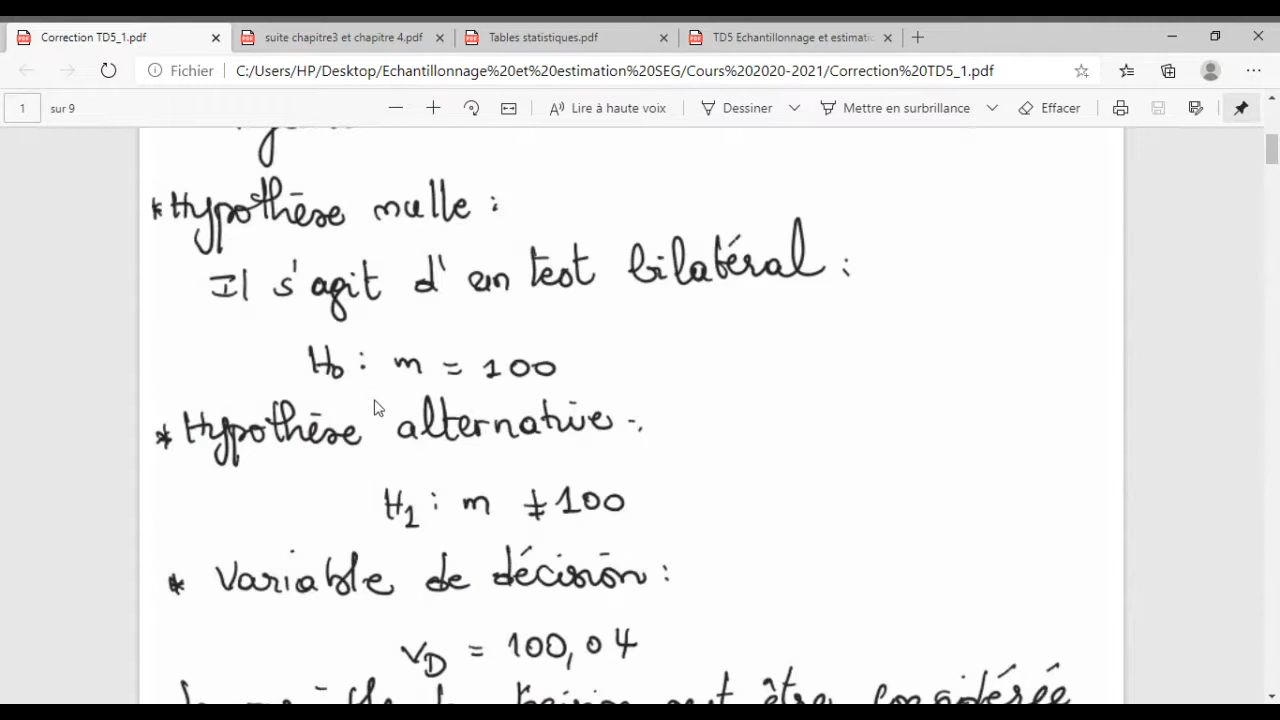 Correction TD5_1.pdf
suite chapitre3 et chapitre 4.pdf
Tables statistiques.pdf
TD5 Echantillonnage et estimati
Fichier
C:/Users/HP/Desktop/Echantillonnage%20et%20estimation%20SEG/Cours%202020-2021/Correction%20TD5_1.pdf
1 sur 9
Lire à haute voix
Dessiner
Mettre en surbrillance
Effacer
* Hypothèse nulle :
Il s'agit d'un test bilatéral :
H0 : m = 100
* Hypothèse alternative :
H1 : m ≠ 100
* Variable de décision :
VD = 100,04
être considérée